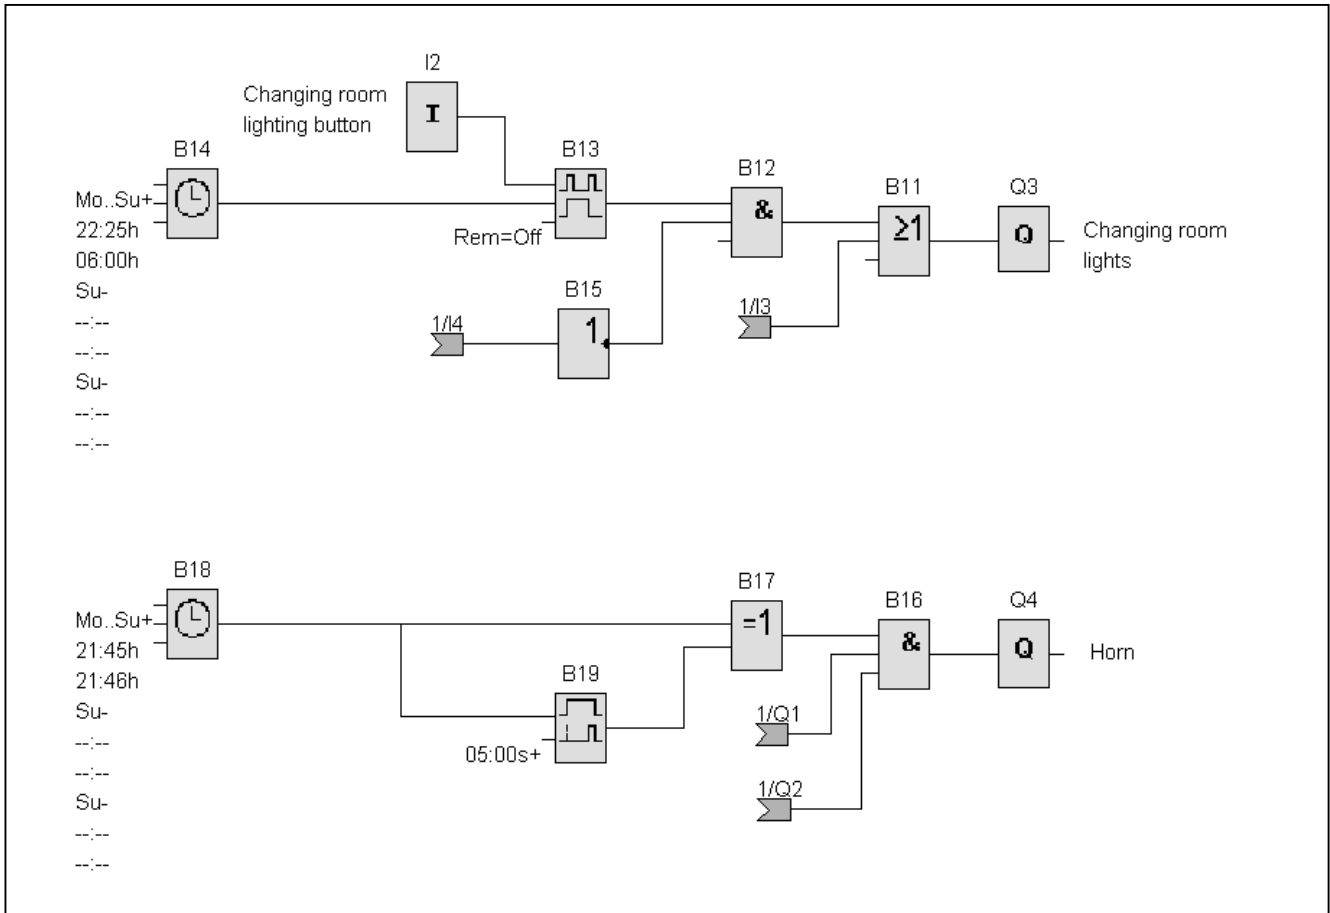 I2
Changing room
lighting button
I
B14
B13
B12
B11
Q3
Mo..Su+
22:25h
06:00h
Su-
--:--
--:--
Su-
--:--
--:--
Rem=Off
&
≥1
Q
Changing room
lights
B15
1/I4
1
1/I3
B18
B17
B16
Q4
Mo..Su+
21:45h
21:46h
Su-
--:--
--:--
Su-
--:--
--:--
=1
&
Q
Horn
B19
05:00s+
1/Q1
1/Q2